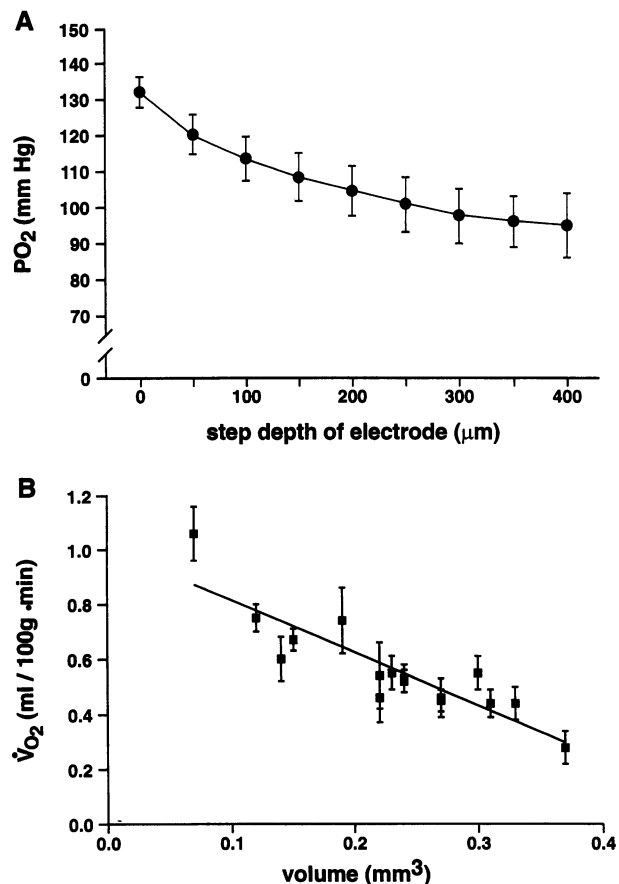 A
150
140
130
120
110
100
90
80
70
0
PO2 (mm Hg)
0 100 200 300 400
step depth of electrode (μm)
B
1.2
1.0
0.8
0.6
0.4
0.2
0.0
V̇O2 (ml / 100g •min)
0.0 0.1 0.2 0.3 0.4
volume (mm3)